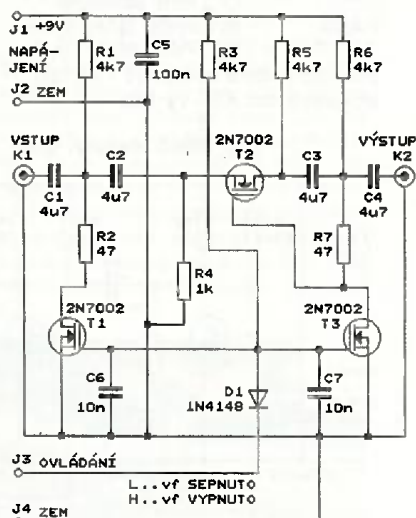 J1 +9V
NAPÁ-
JENÍ
J2 ZEM
R1
4k7
C5
100n
R3
4k7
R5
4k7
R6
4k7
VSTUP
K1
C1
4u7
C2
4u7
2N7002
T2
C3
4u7
C4
4u7
VÝSTUP
K2
R2
47
R4
1k
R7
47
2N7002
T1
2N7002
T3
C6
10n
D1
1N4148
C7
10n
J3 OVLÁDÁNÍ
L..vf SEPNUTO
H..vf VYPNUTO
J4 ZEM